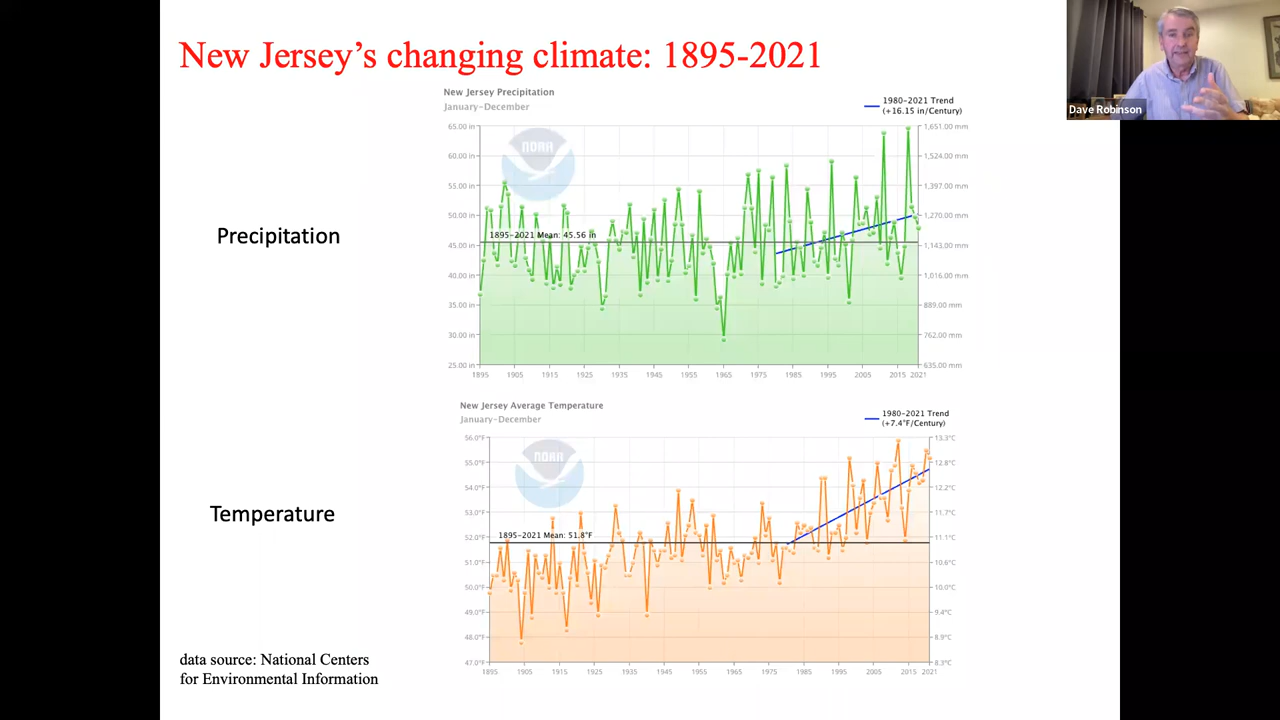 New Jersey's changing climate: 1895-2021
Dave Robinson
New Jersey Precipitation
January-December
1980-2021 Trend
(+16.15 in/Century)
65.00 in
60.00 in
55.00 in
50.00 in
45.00 in
40.00 in
35.00 in
30.00 in
25.00 in
1,651.00 mm
1,524.00 mm
1,397.00 mm
1,270.00 mm
1,143.00 mm
1,016.00 mm
889.00 mm
762.00 mm
635.00 mm
NOAA
1895-2021 Mean: 45.56 in
1895 1905 1915 1925 1935 1945 1955 1965 1975 1985 1995 2005 2015 2021
Precipitation
New Jersey Average Temperature
January-December
1980-2021 Trend
(+7.4°F/Century)
56.0°F
55.0°F
54.0°F
53.0°F
52.0°F
51.0°F
50.0°F
49.0°F
48.0°F
47.0°F
13.3°C
12.8°C
12.2°C
11.7°C
11.1°C
10.6°C
10.0°C
9.4°C
8.9°C
8.3°C
NOAA
1895-2021 Mean: 51.8°F
1895 1905 1915 1925 1935 1945 1955 1965 1975 1985 1995 2005 2015 2021
Temperature
data source: National Centers
for Environmental Information